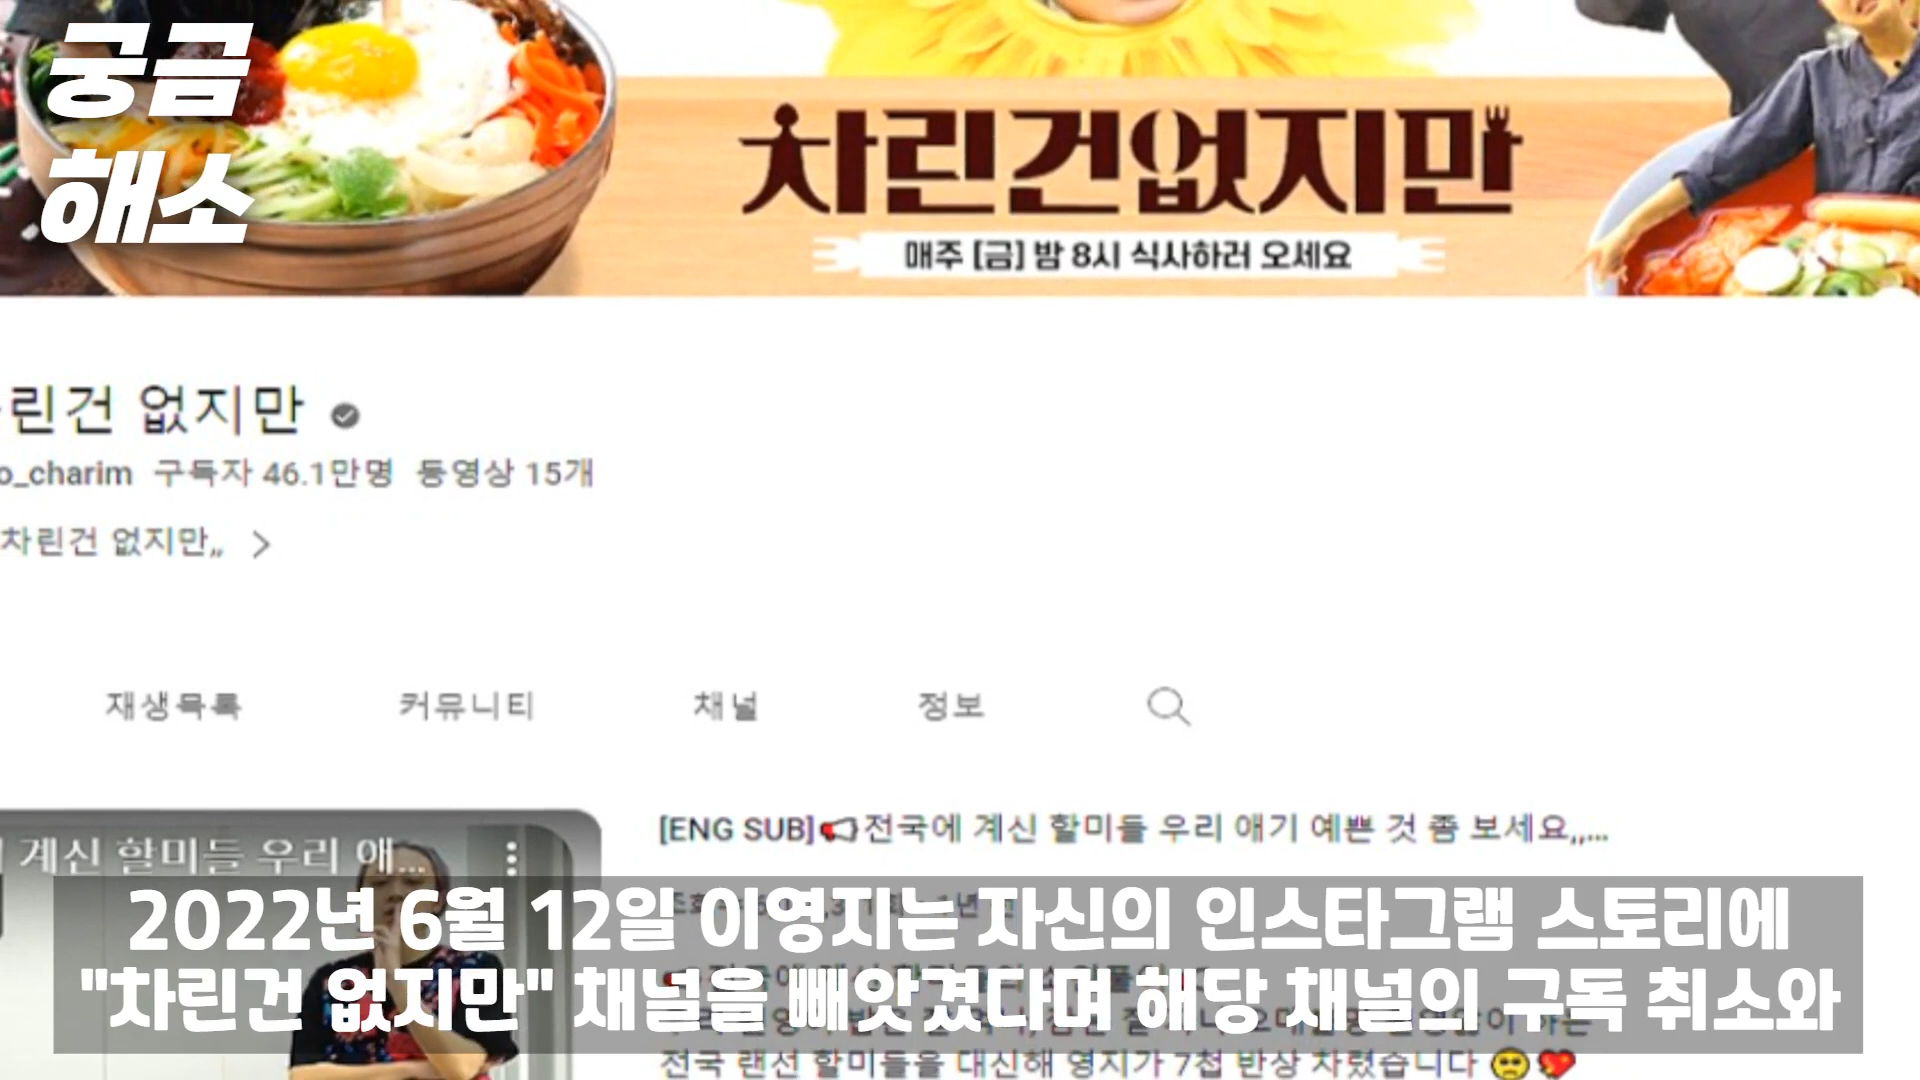 궁금
해소
차린건없지만
매주 [금] 밤 8시 식사하러 오세요
린건 없지만
o_charim 구독자 46.1만명 동영상 15개
차린건 없지만,, >
재생목록 커뮤니티 채널 정보
[ENG SUB]📢전국에 계신 할미들 우리 애기 예쁜 것 좀 보세요,,...
계신 할미들 우리 애...
2022년 6월 12일 이영지는 자신의 인스타그램 스토리에
"차린건 없지만" 채널을 빼앗겼다며 해당 채널의 구독 취소와
전국 랜선 할미들을 대신해 영지가 7첩 반상 차렸습니다 🥺💖